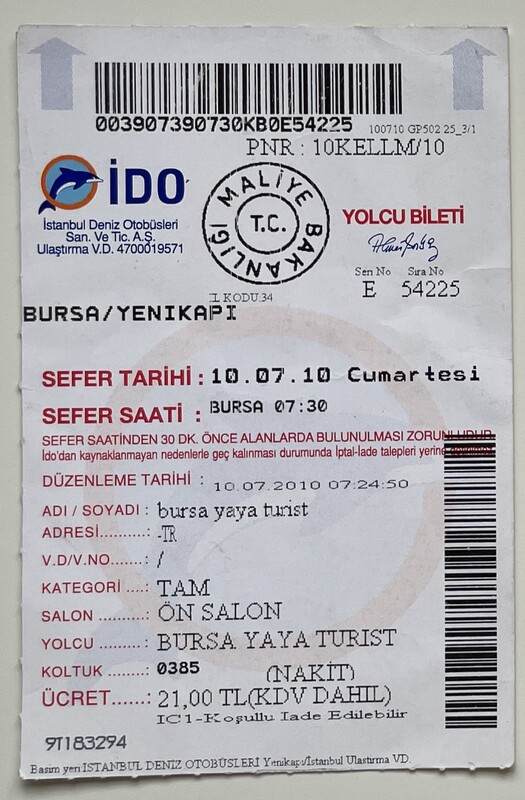 003907390730KB0E54225
100710 GP502 25_3/1
PNR : 10KELLM/10
İDO
İstanbul Deniz Otobüsleri
San. Ve Tic. A.Ş.
Ulaştırma V.D. 4700019571
MALİYE BAKANLIĞI
T.C.
YOLCU BİLETİ
Seri No Sıra No
E 54225
İL KODU:34
BURSA/YENIKAPI
SEFER TARİHİ : 10.07.10 Cumartesi
SEFER SAATİ : BURSA 07:30
SEFER SAATİNDEN 30 DK. ÖNCE ALANLARDA BULUNULMASI ZORUNLUDUR.
İdo'dan kaynaklanmayan nedenlerle geç kalınması durumunda İptal-İade talepleri yerine
DÜZENLEME TARİHİ : 10.07.2010 07:24:50
ADI / SOYADI : bursa yaya turist
ADRESİ..........: -TR
V.D/V.NO.......: /
KATEGORİ ....: TAM
SALON ..........: ÖN SALON
YOLCU ..........: BURSA YAYA TURIST
KOLTUK ........: 0385 (NAKİT)
ÜCRET......: 21,00 TL(KDV DAHIL)
IC1-Koşullu Iade Edilebilir
9T183294
Basım yeri:İSTANBUL DENİZ OTOBÜSLERİ Yenikapı/İstanbul Ulaştırma VD.